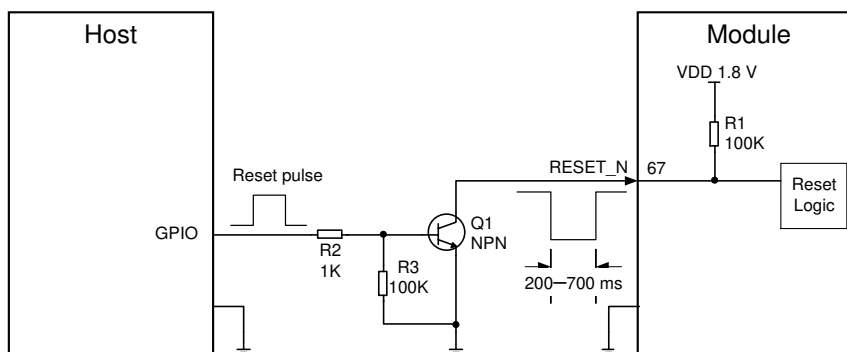 Host
Module
VDD 1.8 V
R1
100K
RESET_N
67
Reset
Logic
Reset pulse
GPIO
R2
1K
R3
100K
Q1
NPN
200–700 ms